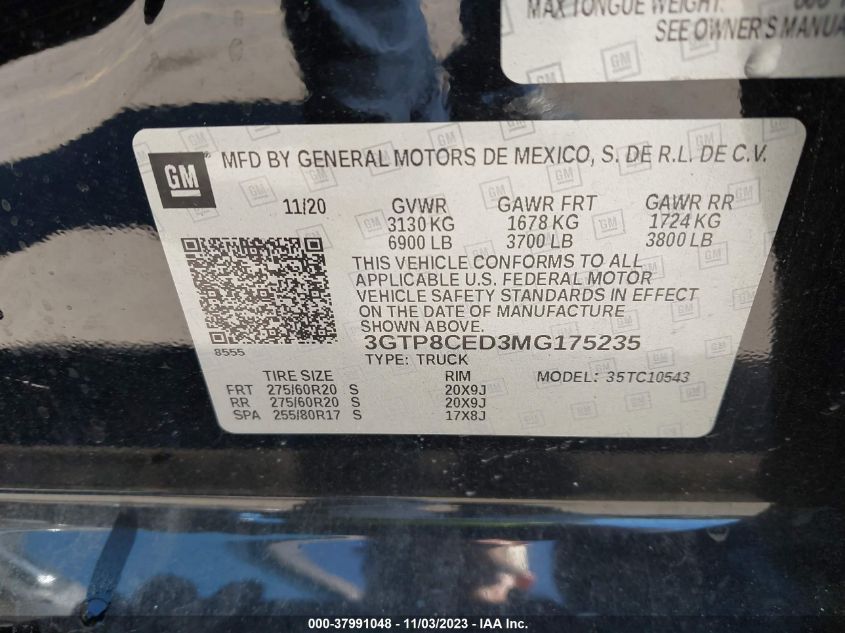 MAX TONGUE WEIGHT:
SEE OWNER'S MANUA
GM
MFD BY GENERAL MOTORS DE MEXICO, S. DE R.L. DE C.V.
11/20 GVWR GAWR FRT GAWR RR
3130 KG 1678 KG 1724 KG
6900 LB 3700 LB 3800 LB
THIS VEHICLE CONFORMS TO ALL
APPLICABLE U.S. FEDERAL MOTOR
VEHICLE SAFETY STANDARDS IN EFFECT
ON THE DATE OF MANUFACTURE
SHOWN ABOVE.
8555
3GTP8CED3MG175235
TYPE: TRUCK
TIRE SIZE RIM MODEL: 35TC10543
FRT 275/60R20 S 20X9J
RR 275/60R20 S 20X9J
SPA 255/80R17 S 17X8J
000-37991048 - 11/03/2023 - IAA Inc.